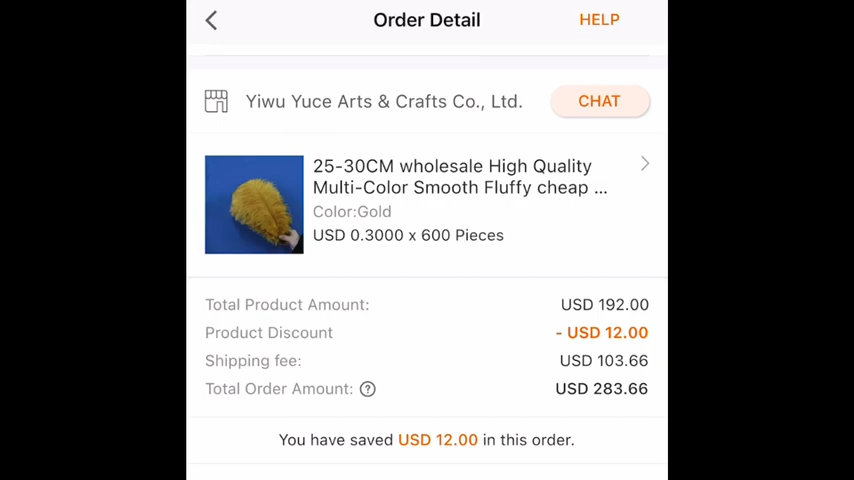 Order Detail
HELP
Yiwu Yuce Arts & Crafts Co., Ltd.
CHAT
25-30CM wholesale High Quality
Multi-Color Smooth Fluffy cheap ...
Color:Gold
USD 0.3000 x 600 Pieces
Total Product Amount: USD 192.00
Product Discount - USD 12.00
Shipping fee: USD 103.66
Total Order Amount: ? USD 283.66
You have saved USD 12.00 in this order.